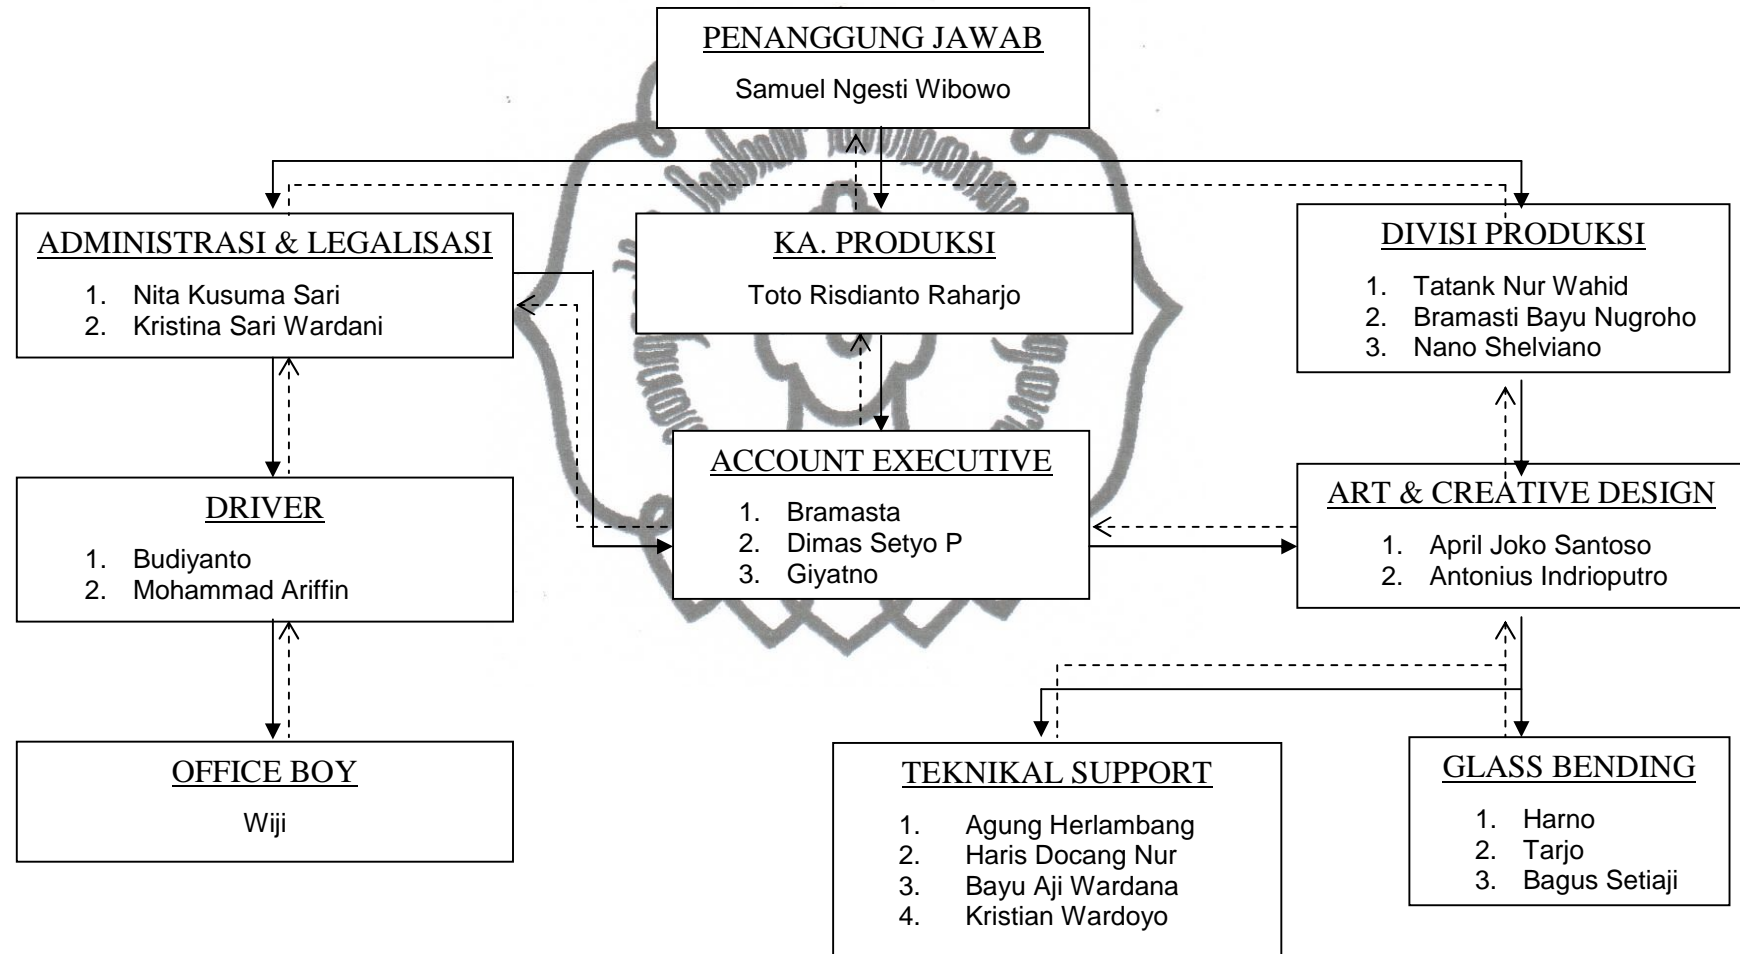 PENANGGUNG JAWAB
Samuel Ngesti Wibowo
ADMINISTRASI & LEGALISASI
1. Nita Kusuma Sari
2. Kristina Sari Wardani
KA. PRODUKSI
Toto Risdianto Raharjo
DIVISI PRODUKSI
1. Tatank Nur Wahid
2. Bramasti Bayu Nugroho
3. Nano Shelviano
DRIVER
1. Budiyanto
2. Mohammad Ariffin
ACCOUNT EXECUTIVE
1. Bramasta
2. Dimas Setyo P
3. Giyatno
ART & CREATIVE DESIGN
1. April Joko Santoso
2. Antonius Indrioputro
OFFICE BOY
Wiji
TEKNIKAL SUPPORT
1. Agung Herlambang
2. Haris Docang Nur
3. Bayu Aji Wardana
4. Kristian Wardoyo
GLASS BENDING
1. Harno
2. Tarjo
3. Bagus Setiaji